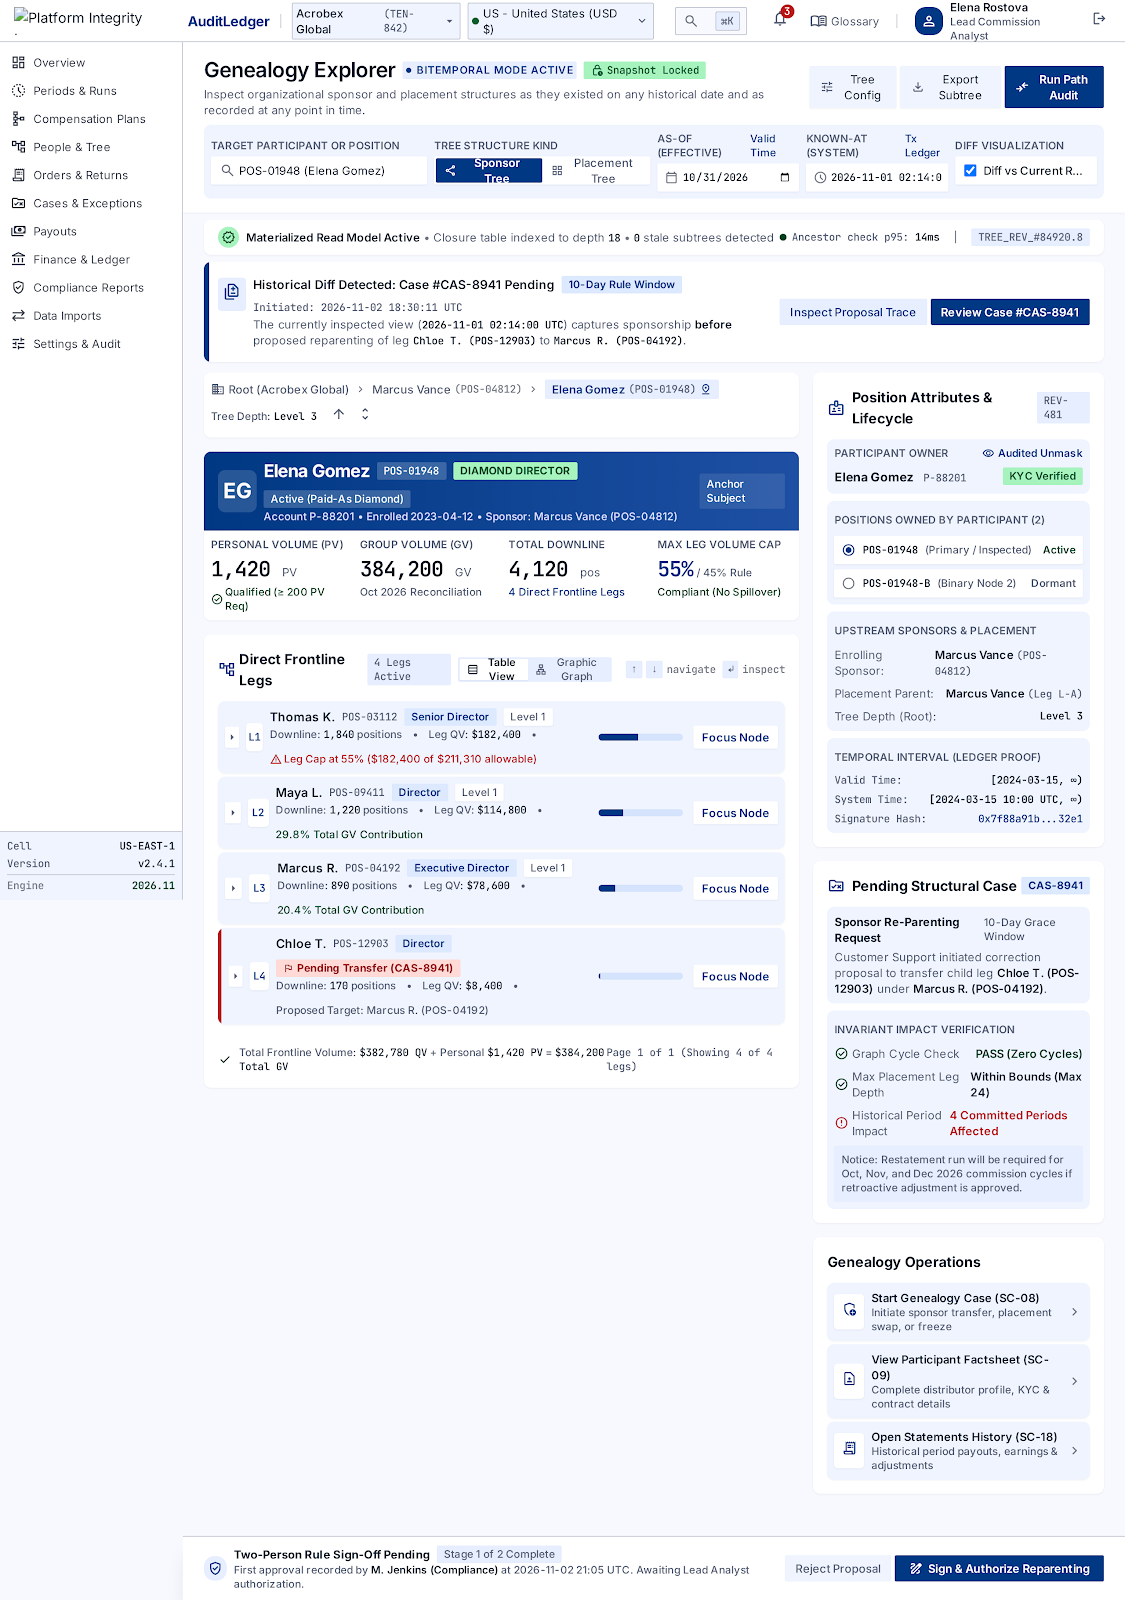 Platform Integrity
AuditLedger
Acrobex Global (TEN-842)
US - United States (USD $)
⌘K
3
Glossary
Elena Rostova
Lead Commission Analyst
Overview
Periods & Runs
Compensation Plans
People & Tree
Orders & Returns
Cases & Exceptions
Payouts
Finance & Ledger
Compliance Reports
Data Imports
Settings & Audit
Cell US-EAST-1
Version v2.4.1
Engine 2026.11
Genealogy Explorer
BITEMPORAL MODE ACTIVE
Snapshot Locked
Inspect organizational sponsor and placement structures as they existed on any historical date and as
recorded at any point in time.
Tree Config
Export Subtree
Run Path Audit
TARGET PARTICIPANT OR POSITION
POS-01948 (Elena Gomez)
TREE STRUCTURE KIND
Sponsor Tree
Placement Tree
AS-OF (EFFECTIVE) Valid Time
10/31/2026
KNOWN-AT (SYSTEM) Tx Ledger
2026-11-01 02:14:0
DIFF VISUALIZATION
Diff vs Current R...
Materialized Read Model Active • Closure table indexed to depth 18 • 0 stale subtrees detected
Ancestor check p95: 14ms | TREE_REV_#84920.8
Historical Diff Detected: Case #CAS-8941 Pending 10-Day Rule Window
Initiated: 2026-11-02 18:30:11 UTC
The currently inspected view (2026-11-01 02:14:00 UTC) captures sponsorship before
proposed reparenting of leg Chloe T. (POS-12903) to Marcus R. (POS-04192).
Inspect Proposal Trace
Review Case #CAS-8941
Root (Acrobex Global) > Marcus Vance (POS-04812) > Elena Gomez (POS-01948)
Tree Depth: Level 3
EG
Elena Gomez POS-01948 DIAMOND DIRECTOR
Active (Paid-As Diamond)
Account P-88201 • Enrolled 2023-04-12 • Sponsor: Marcus Vance (POS-04812)
Anchor Subject
PERSONAL VOLUME (PV)
1,420 PV
Qualified (≥ 200 PV Req)
GROUP VOLUME (GV)
384,200 GV
Oct 2026 Reconciliation
TOTAL DOWNLINE
4,120 pos
4 Direct Frontline Legs
MAX LEG VOLUME CAP
55% / 45% Rule
Compliant (No Spillover)
Direct Frontline Legs
4 Legs Active
Table View
Graphic Graph
↑ ↓ navigate ↵ inspect
L1
Thomas K. POS-03112 Senior Director Level 1
Downline: 1,840 positions • Leg QV: $182,400 •
Leg Cap at 55% ($182,400 of $211,310 allowable)
Focus Node
L2
Maya L. POS-09411 Director Level 1
Downline: 1,220 positions • Leg QV: $114,800 •
29.8% Total GV Contribution
Focus Node
L3
Marcus R. POS-04192 Executive Director Level 1
Downline: 890 positions • Leg QV: $78,600 •
20.4% Total GV Contribution
Focus Node
L4
Chloe T. POS-12903 Director
Pending Transfer (CAS-8941)
Downline: 170 positions • Leg QV: $8,400 •
Proposed Target: Marcus R. (POS-04192)
Focus Node
Total Frontline Volume: $382,780 QV + Personal $1,420 PV = $384,200
Total GV
Page 1 of 1 (Showing 4 of 4 legs)
Position Attributes & Lifecycle
REV-481
PARTICIPANT OWNER Audited Unmask
Elena Gomez P-88201 KYC Verified
POSITIONS OWNED BY PARTICIPANT (2)
POS-01948 (Primary / Inspected) Active
POS-01948-B (Binary Node 2) Dormant
UPSTREAM SPONSORS & PLACEMENT
Enrolling Sponsor: Marcus Vance (POS-04812)
Placement Parent: Marcus Vance (Leg L-A)
Tree Depth (Root): Level 3
TEMPORAL INTERVAL (LEDGER PROOF)
Valid Time: [2024-03-15, ∞)
System Time: [2024-03-15 10:00 UTC, ∞)
Signature Hash: 0x7f88a91b...32e1
Pending Structural Case CAS-8941
Sponsor Re-Parenting Request
10-Day Grace Window
Customer Support initiated correction
proposal to transfer child leg Chloe T. (POS-
12903) under Marcus R. (POS-04192).
INVARIANT IMPACT VERIFICATION
Graph Cycle Check PASS (Zero Cycles)
Max Placement Leg Depth Within Bounds (Max 24)
Historical Period Impact 4 Committed Periods Affected
Notice: Restatement run will be required for
Oct, Nov, and Dec 2026 commission cycles if
retroactive adjustment is approved.
Genealogy Operations
Start Genealogy Case (SC-08)
Initiate sponsor transfer, placement
swap, or freeze
View Participant Factsheet (SC-
09)
Complete distributor profile, KYC &
contract details
Open Statements History (SC-18)
Historical period payouts, earnings &
adjustments
Two-Person Rule Sign-Off Pending Stage 1 of 2 Complete
First approval recorded by M. Jenkins (Compliance) at 2026-11-02 21:05 UTC. Awaiting Lead Analyst
authorization.
Reject Proposal
Sign & Authorize Reparenting